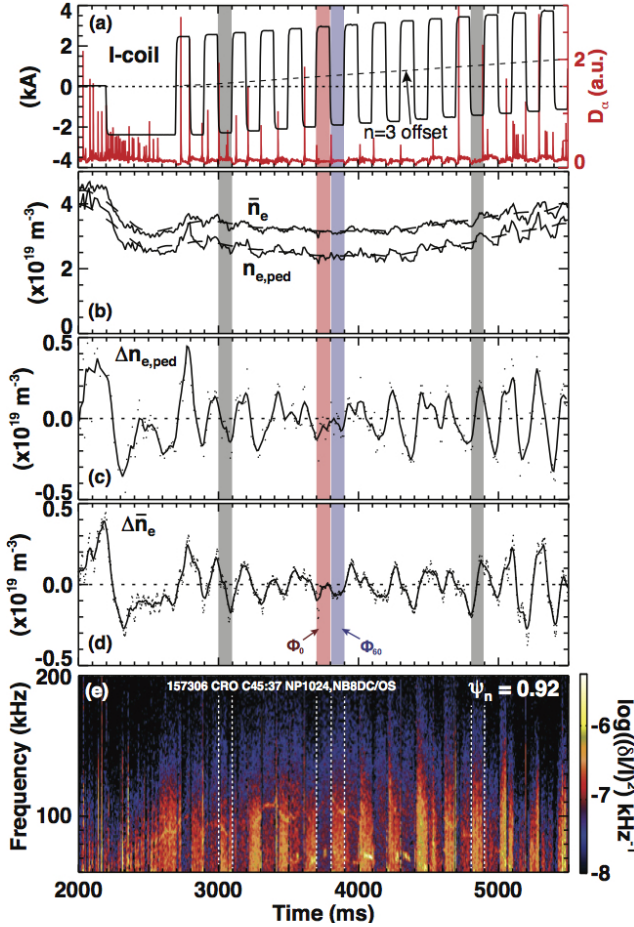 (a)
I-coil
n=3 offset
(kA)
4
2
0
-2
-4
Dα (a.u.)
2
1
0
(b)
n̄e
ne,ped
(x10¹⁹ m⁻³)
4
2
0
(c)
Δne,ped
(x10¹⁹ m⁻³)
0.5
0.0
-0.5
(d)
Δn̄e
(x10¹⁹ m⁻³)
0.5
0.0
-0.5
Φ0
Φ60
(e)
157306 CRO C45:37 NP1024,NB8DC/OS
ψn = 0.92
Frequency (kHz)
200
100
log((δI/I)² kHz⁻¹
-6
-7
-8
2000 3000 4000 5000
Time (ms)